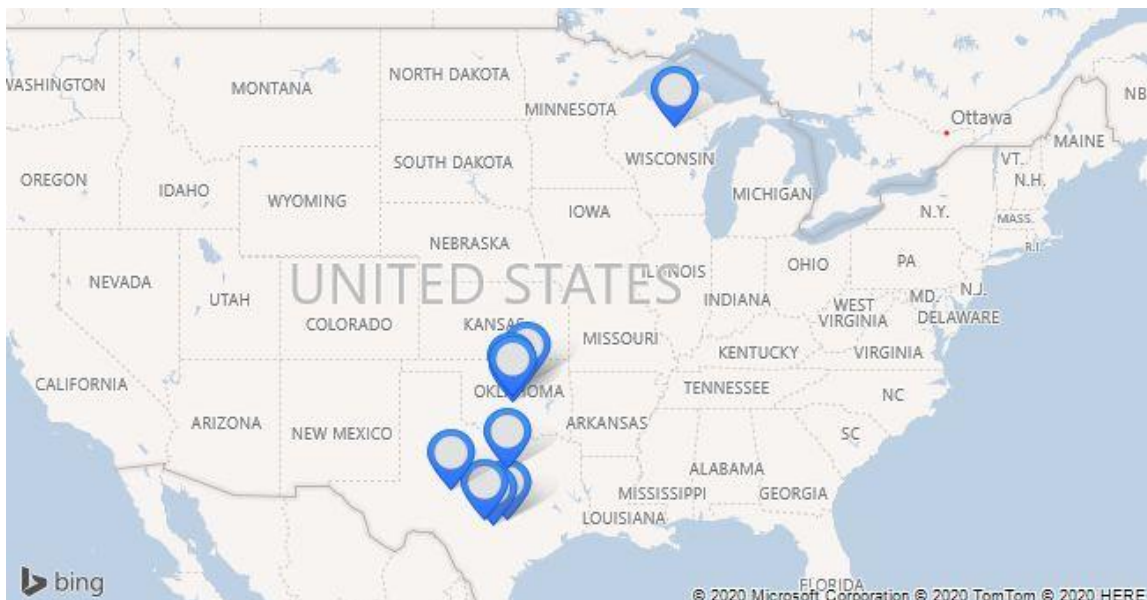 WASHINGTON
MONTANA
NORTH DAKOTA
MINNESOTA
NB
Ottawa
MAINE
VT.
N.H.
OREGON
IDAHO
WYOMING
SOUTH DAKOTA
WISCONSIN
MICHIGAN
N.Y.
MASS.
R.I.
IOWA
NEBRASKA
NEVADA
UTAH
COLORADO
UNITED STATES
KANSAS
ILLINOIS
INDIANA
OHIO
PA
N.J.
MD.
DELAWARE
WEST
VIRGINIA
VIRGINIA
MISSOURI
KENTUCKY
CALIFORNIA
ARIZONA
NEW MEXICO
OKLAHOMA
ARKANSAS
TENNESSEE
NC
SC
MISSISSIPPI
ALABAMA
GEORGIA
LOUISIANA
FLORIDA
bing
© 2020 Microsoft Corporation © 2020 TomTom © 2020 HERE